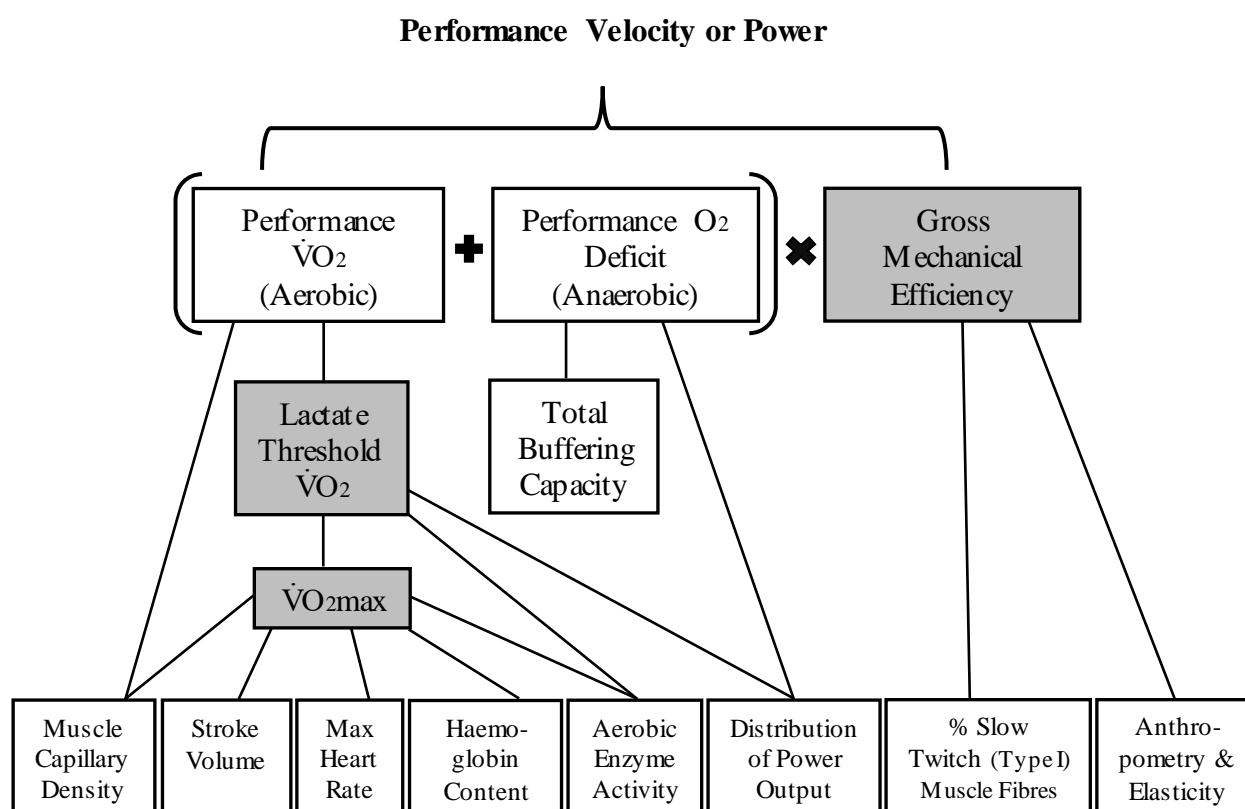 Performance Velocity or Power
Performance
V̇O2
(Aerobic)
Performance O2
Deficit
(Anaerobic)
Gross
Mechanical
Efficiency
Lactate
Threshold
V̇O2
Total
Buffering
Capacity
V̇O2max
Muscle
Capillary
Density
Stroke
Volume
Max
Heart
Rate
Haemo-
globin
Content
Aerobic
Enzyme
Activity
Distribution
of Power
Output
% Slow
Twitch (Type I)
Muscle Fibres
Anthro-
pometry &
Elasticity